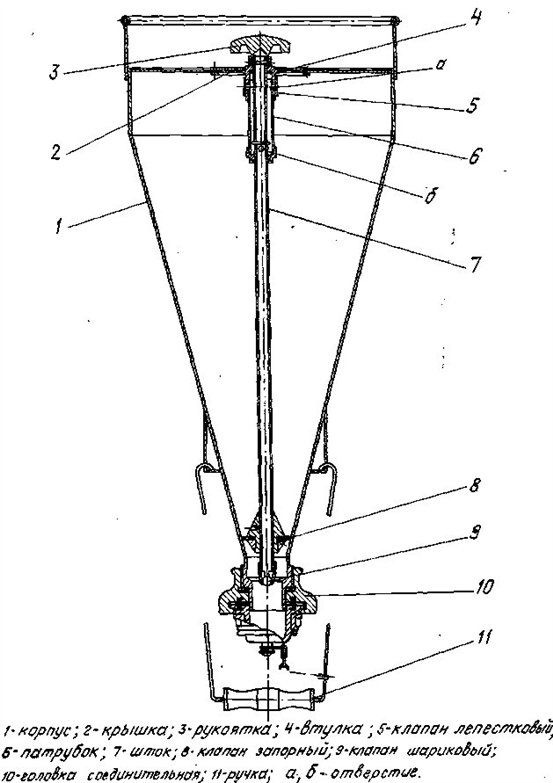 3
4
а
5
2
6
б
1
7
8
9
10
11
1-корпус; 2-крышка; 3-рукоятка; 4-втулка; 5-клапан лепестковый;
6-патрубок; 7-шток; 8-клапан запорный; 9-клапан шариковый;
10-головка соединительная; 11-ручка; а, б - отверстие.